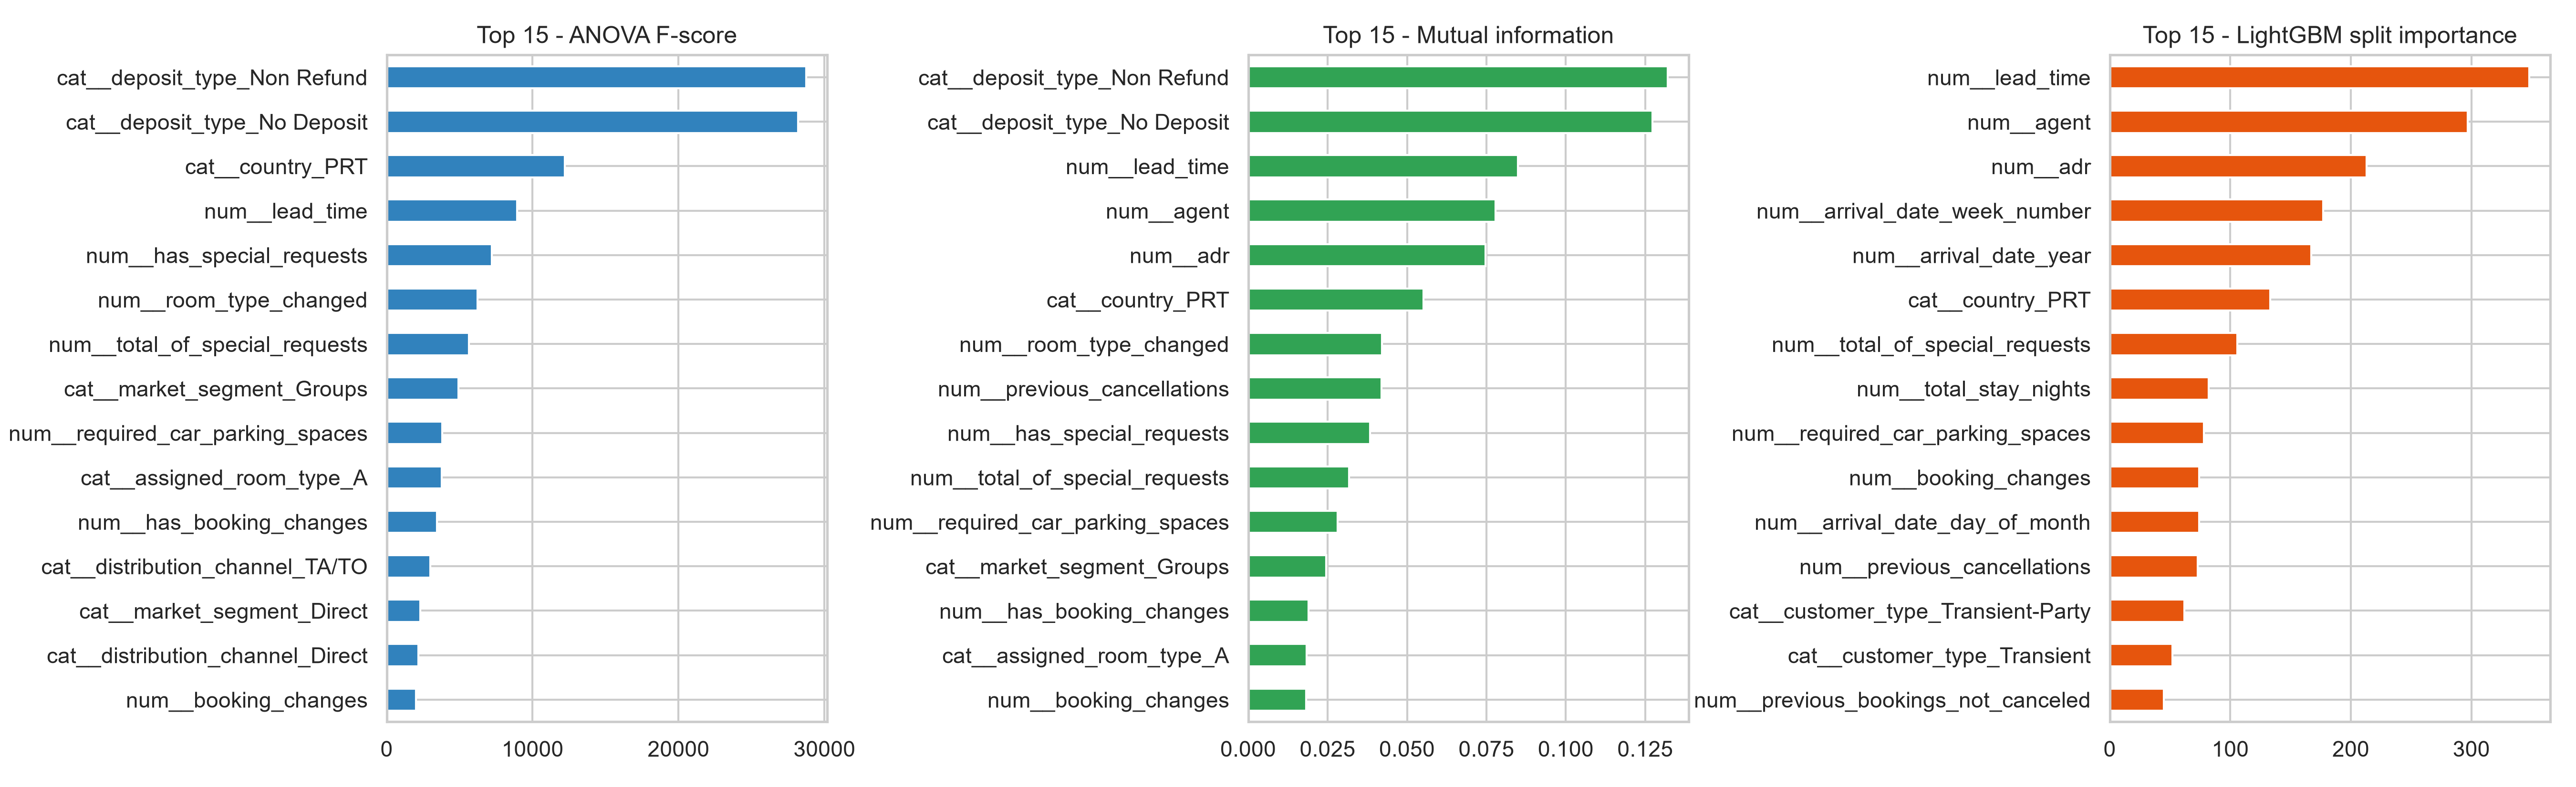 Top 15 - ANOVA F-score
cat__deposit_type_Non Refund
cat__deposit_type_No Deposit
cat__country_PRT
num__lead_time
num__has_special_requests
num__room_type_changed
num__total_of_special_requests
cat__market_segment_Groups
num__required_car_parking_spaces
cat__assigned_room_type_A
num__has_booking_changes
cat__distribution_channel_TA/TO
cat__market_segment_Direct
cat__distribution_channel_Direct
num__booking_changes
0 10000 20000 30000
Top 15 - Mutual information
cat__deposit_type_Non Refund
cat__deposit_type_No Deposit
num__lead_time
num__agent
num__adr
cat__country_PRT
num__room_type_changed
num__previous_cancellations
num__has_special_requests
num__total_of_special_requests
num__required_car_parking_spaces
cat__market_segment_Groups
num__has_booking_changes
cat__assigned_room_type_A
num__booking_changes
0.000 0.025 0.050 0.075 0.100 0.125
Top 15 - LightGBM split importance
num__lead_time
num__agent
num__adr
num__arrival_date_week_number
num__arrival_date_year
cat__country_PRT
num__total_of_special_requests
num__total_stay_nights
num__required_car_parking_spaces
num__booking_changes
num__arrival_date_day_of_month
num__previous_cancellations
cat__customer_type_Transient-Party
cat__customer_type_Transient
num__previous_bookings_not_canceled
0 100 200 300